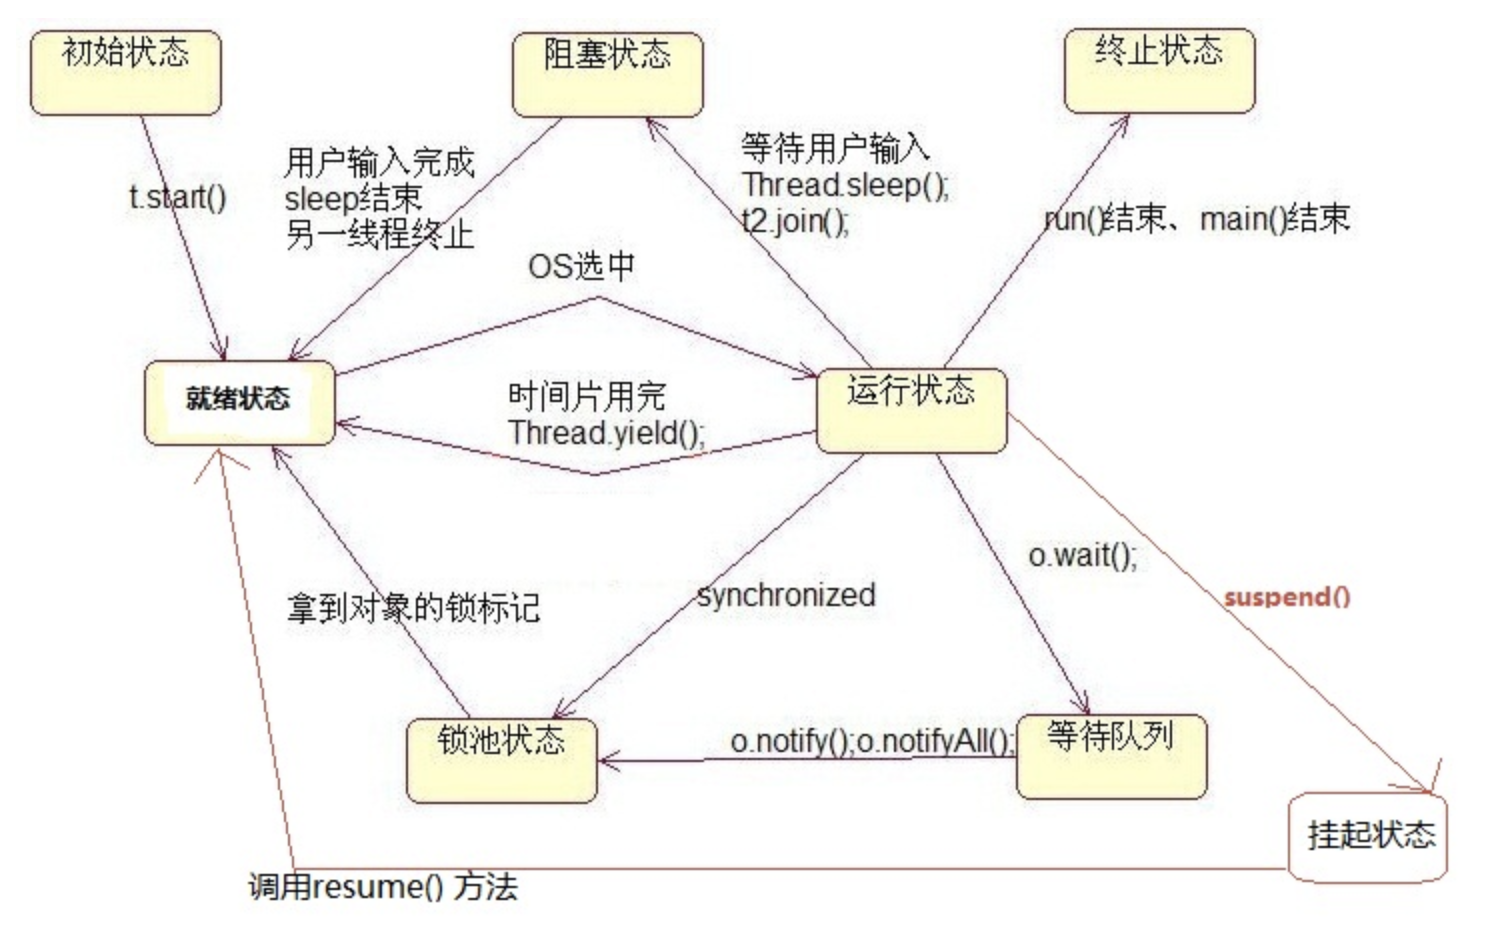 初始状态
阻塞状态
终止状态
用户输入完成
sleep结束
另一线程终止
等待用户输入
Thread.sleep();
t2.join();
t.start()
run()结束、main()结束
OS选中
就绪状态
时间片用完
Thread.yield();
运行状态
o.wait();
拿到对象的锁标记
synchronized
suspend()
锁池状态
o.notify();o.notifyAll();
等待队列
挂起状态
调用resume() 方法